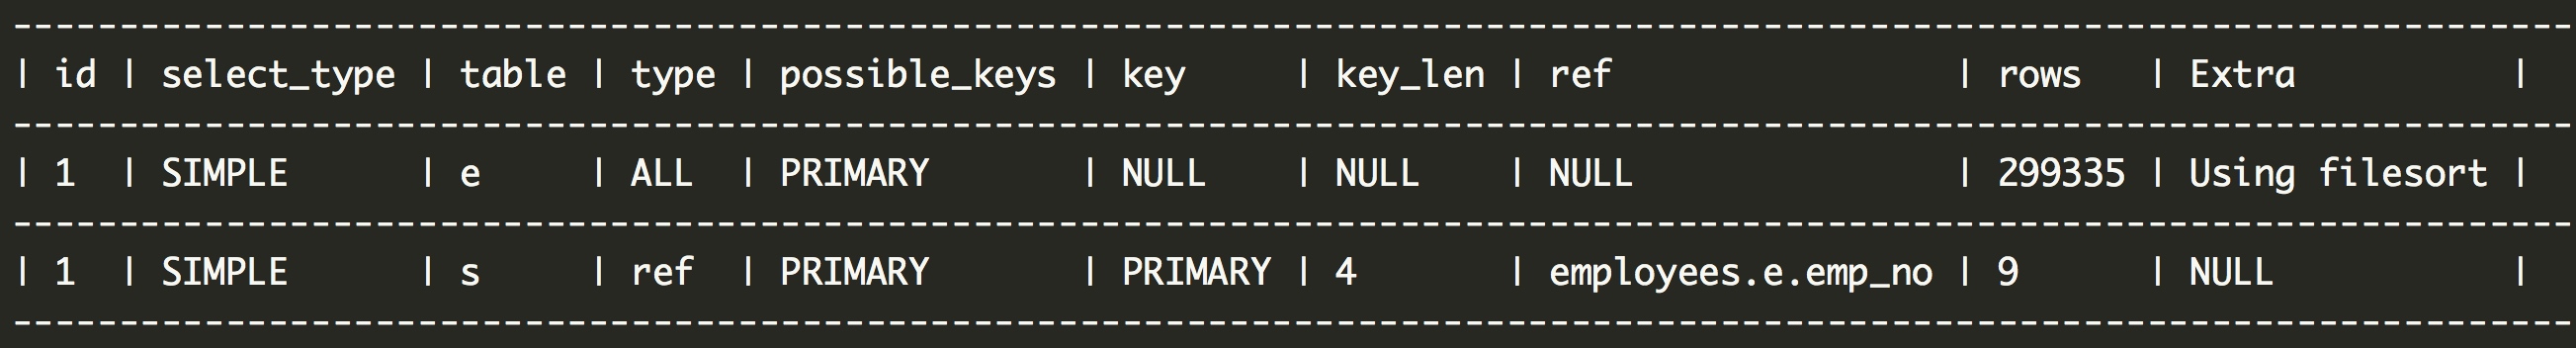 | id | select_type | table | type | possible_keys | key | key_len | ref | rows | Extra |
| 1 | SIMPLE | e | ALL | PRIMARY | NULL | NULL | NULL | 299335 | Using filesort |
| 1 | SIMPLE | s | ref | PRIMARY | PRIMARY | 4 | employees.e.emp_no | 9 | NULL |